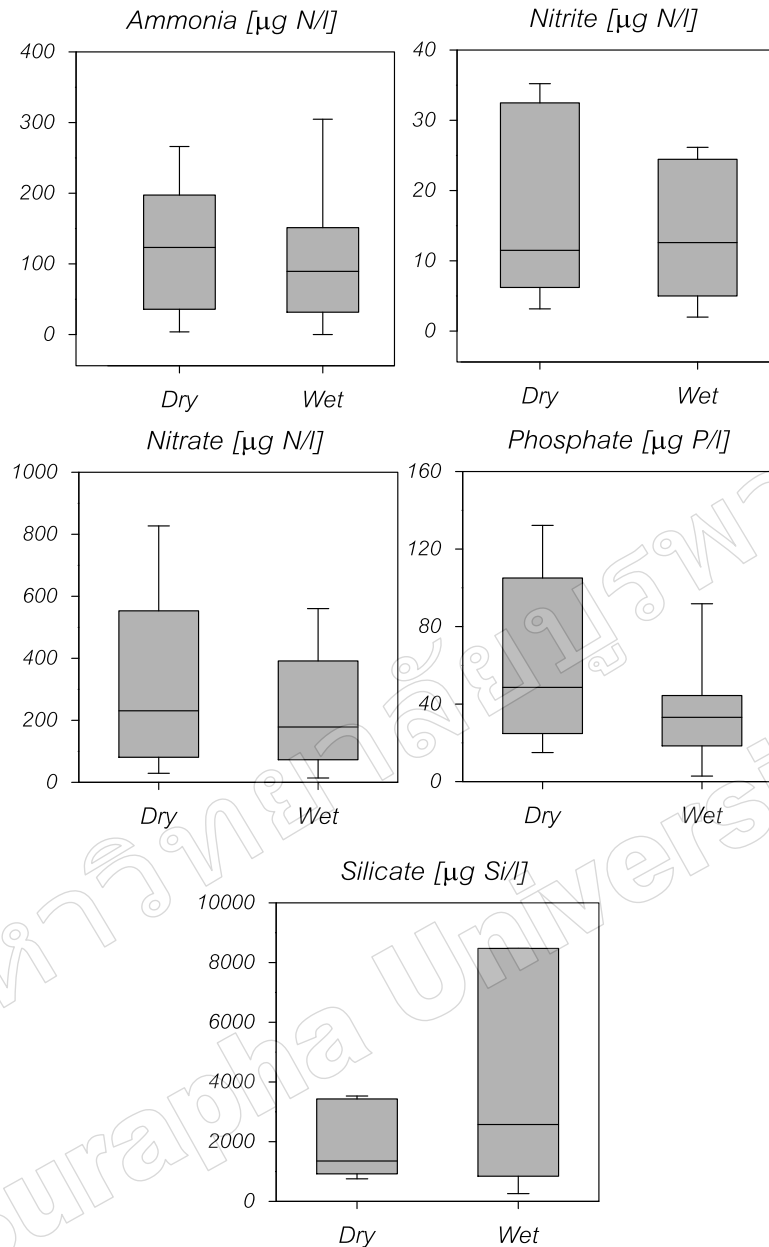 Ammonia [µg N/l]
Nitrite [µg N/l]
400
300
200
100
0
Dry
Wet
40
30
20
10
0
Dry
Wet
Nitrate [µg N/l]
Phosphate [µg P/l]
1000
800
600
400
200
0
Dry
Wet
160
120
80
40
0
Dry
Wet
Silicate [µg Si/l]
10000
8000
6000
4000
2000
0
Dry
Wet